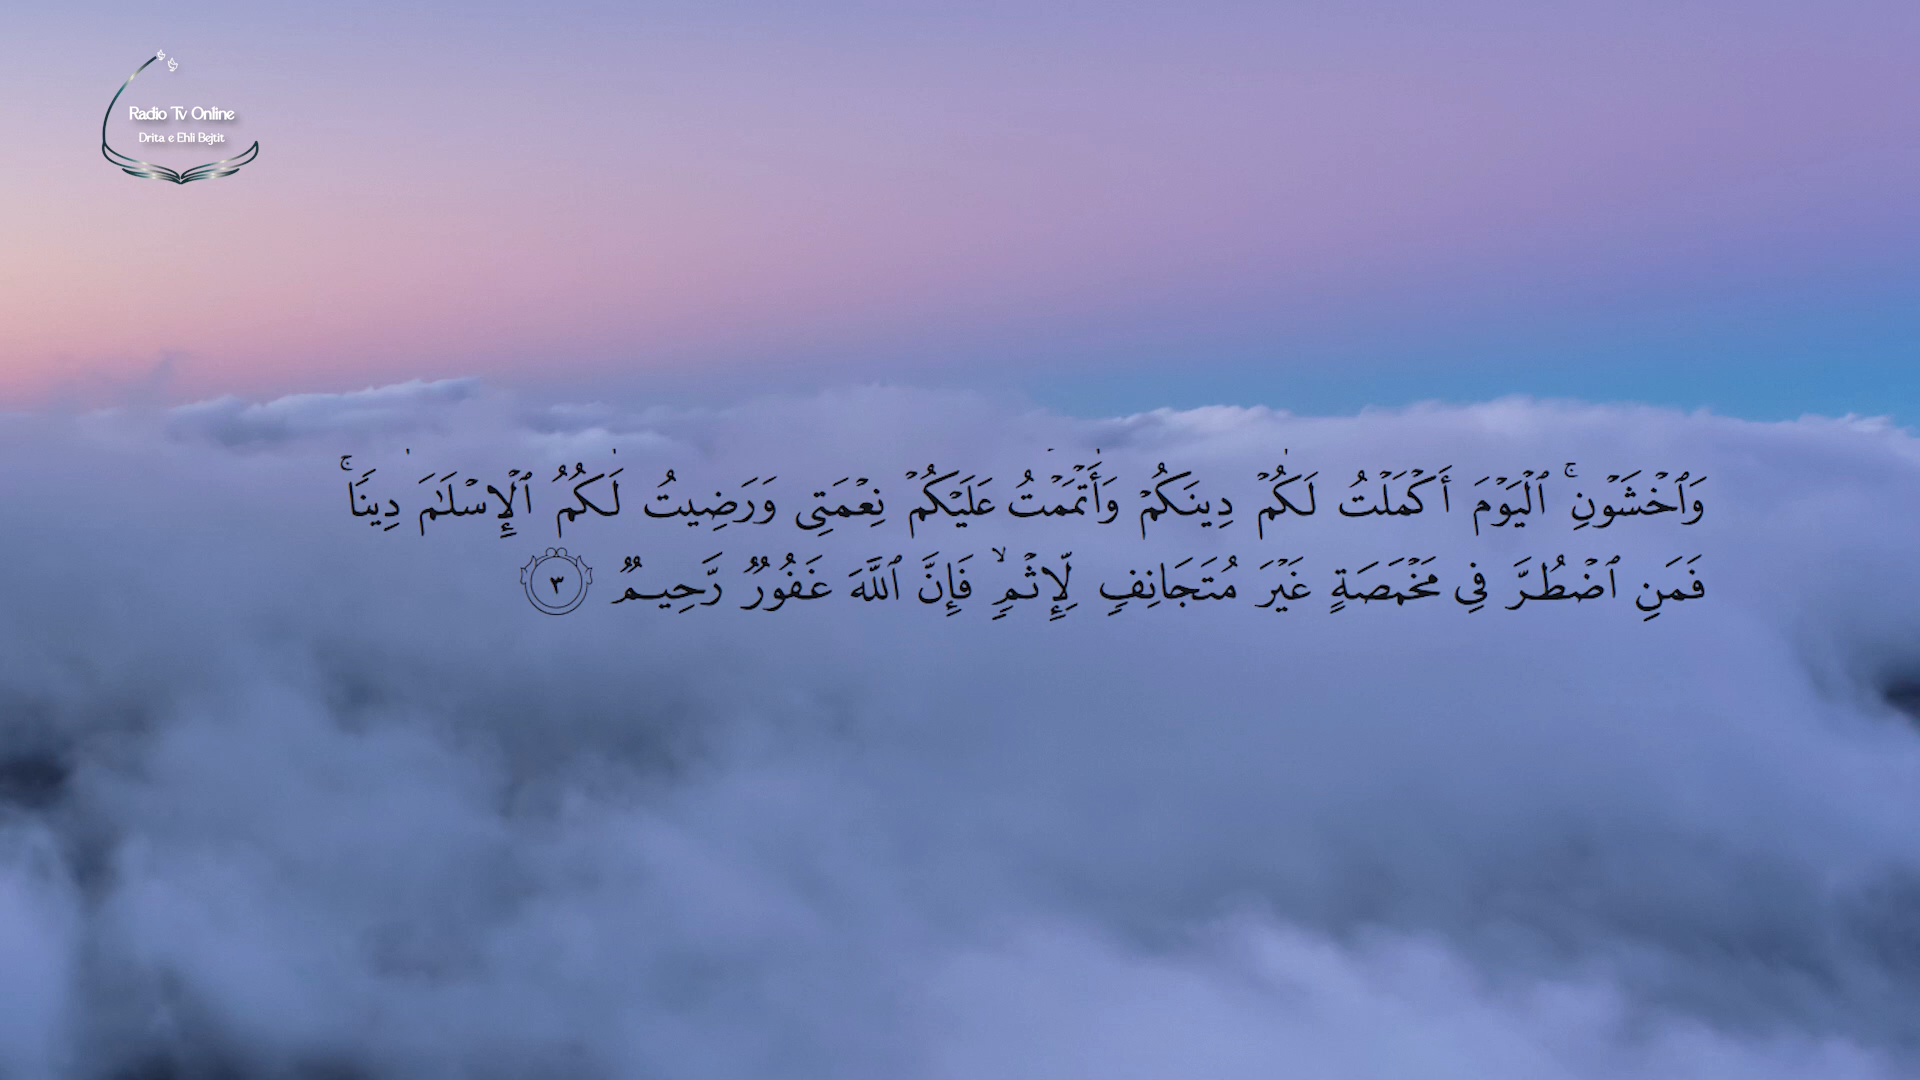 Radio Tv Online
Drita e Ehli Bejtit
وَٱخْشَوْنِ ۚ ٱلْيَوْمَ أَكْمَلْتُ لَكُمْ دِينَكُمْ وَأَتْمَمْتُ عَلَيْكُمْ نِعْمَتِى وَرَضِيتُ لَكُمُ ٱلْإِسْلَٰمَ دِينًا ۚ
فَمَنِ ٱضْطُرَّ فِى مَخْمَصَةٍ غَيْرَ مُتَجَانِفٍ لِّإِثْمٍ ۙ فَإِنَّ ٱللَّهَ غَفُورٌ رَّحِيمٌ ٣